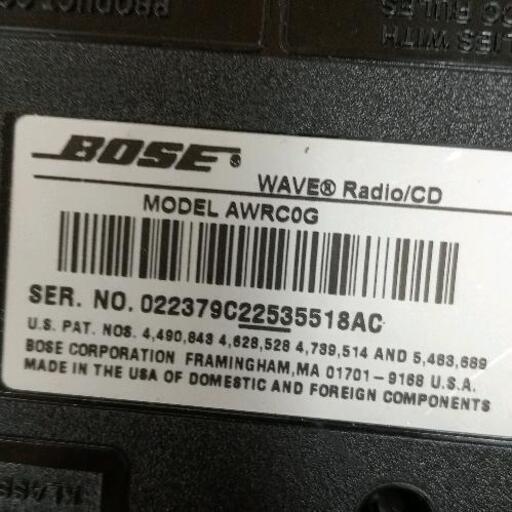 BOSE®
WAVE® Radio/CD
MODEL AWRC0G
SER. NO. 022379C22535518AC
U.S. PAT. NOS. 4,490,843 4,628,528 4,739,514 AND 5,483,689
BOSE CORPORATION FRAMINGHAM,MA 01701-9168 U.S.A.
MADE IN THE USA OF DOMESTIC AND FOREIGN COMPONENTS